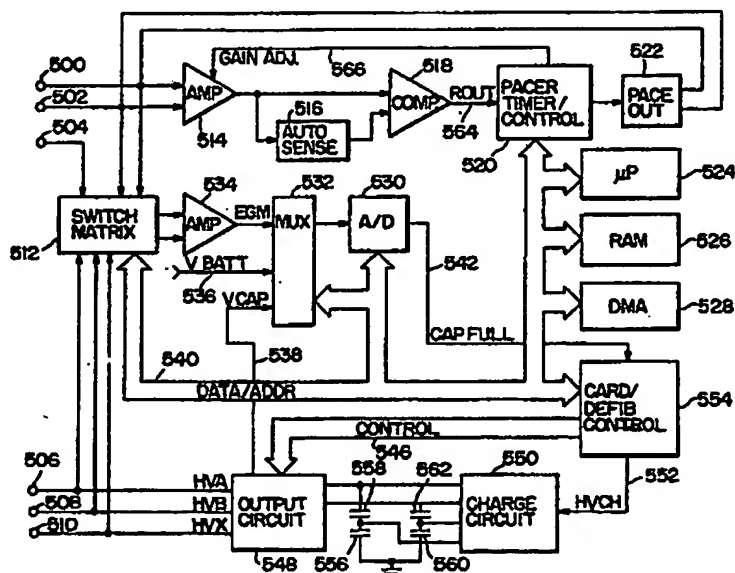 500
502
504
GAIN ADJ.
566
AMP
514
516
AUTO
SENSE
518
COMP
ROUT
564
PACER
TIMER/
CONTROL
520
522
PACE
OUT
SWITCH
MATRIX
512
534
AMP
EGM
532
MUX
530
A/D
542
V BATT
536
V CAP
538
CAP FULL
µP
524
RAM
526
DMA
528
540
DATA/ADDR
CARD/
DEFIB
CONTROL
554
CONTROL
546
552
506
508
510
HVA
HVB
HVX
OUTPUT
CIRCUIT
548
558
562
556
560
550
CHARGE
CIRCUIT
HVCH